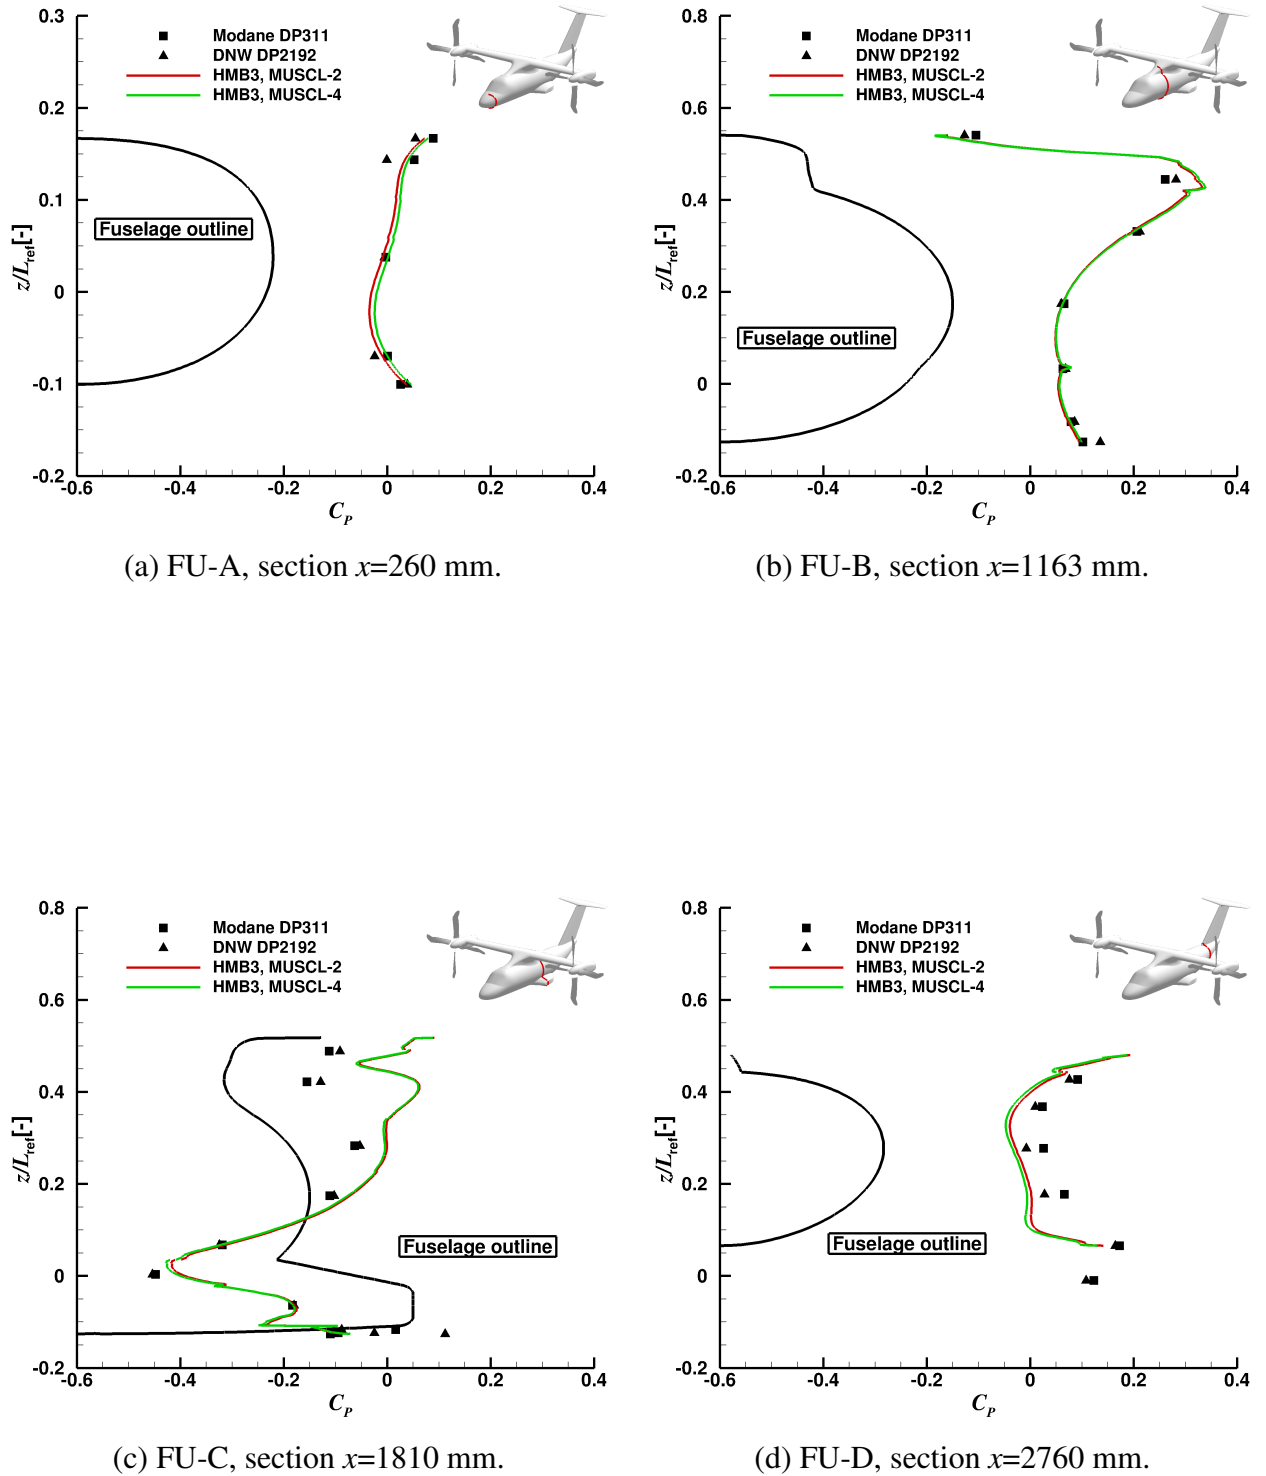 0.3
0.2
0.1
0
-0.1
-0.2
z/Lref[-]
Modane DP311
DNW DP2192
HMB3, MUSCL-2
HMB3, MUSCL-4
Fuselage outline
-0.6 -0.4 -0.2 0 0.2 0.4
CP
(a) FU-A, section x=260 mm.
0.8
0.6
0.4
0.2
0
-0.2
z/Lref[-]
Modane DP311
DNW DP2192
HMB3, MUSCL-2
HMB3, MUSCL-4
Fuselage outline
-0.6 -0.4 -0.2 0 0.2 0.4
CP
(b) FU-B, section x=1163 mm.
0.8
0.6
0.4
0.2
0
-0.2
z/Lref[-]
Modane DP311
DNW DP2192
HMB3, MUSCL-2
HMB3, MUSCL-4
Fuselage outline
-0.6 -0.4 -0.2 0 0.2 0.4
CP
(c) FU-C, section x=1810 mm.
0.8
0.6
0.4
0.2
0
-0.2
z/Lref[-]
Modane DP311
DNW DP2192
HMB3, MUSCL-2
HMB3, MUSCL-4
Fuselage outline
-0.6 -0.4 -0.2 0 0.2 0.4
CP
(d) FU-D, section x=2760 mm.